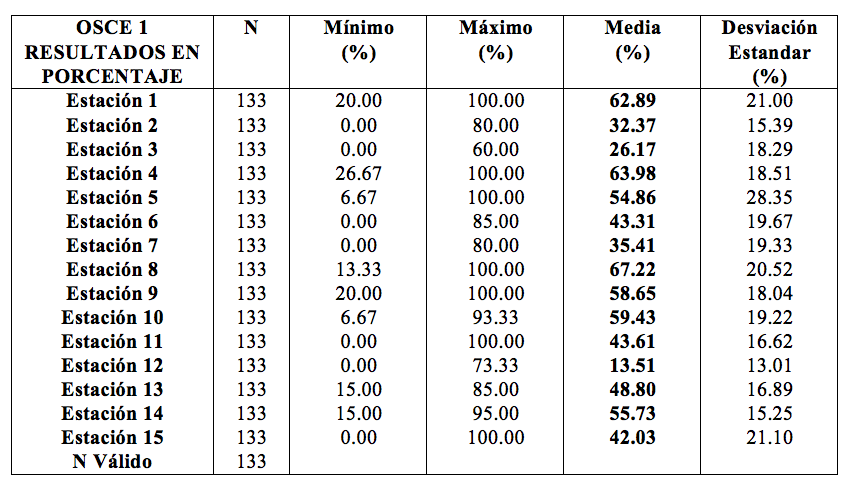 OSCE 1 RESULTADOS EN PORCENTAJE N Mínimo (%) Máximo (%) Media (%) Desviación Estandar (%)
Estación 1 133 20.00 100.00 62.89 21.00
Estación 2 133 0.00 80.00 32.37 15.39
Estación 3 133 0.00 60.00 26.17 18.29
Estación 4 133 26.67 100.00 63.98 18.51
Estación 5 133 6.67 100.00 54.86 28.35
Estación 6 133 0.00 85.00 43.31 19.67
Estación 7 133 0.00 80.00 35.41 19.33
Estación 8 133 13.33 100.00 67.22 20.52
Estación 9 133 20.00 100.00 58.65 18.04
Estación 10 133 6.67 93.33 59.43 19.22
Estación 11 133 0.00 100.00 43.61 16.62
Estación 12 133 0.00 73.33 13.51 13.01
Estación 13 133 15.00 85.00 48.80 16.89
Estación 14 133 15.00 95.00 55.73 15.25
Estación 15 133 0.00 100.00 42.03 21.10
N Válido 133